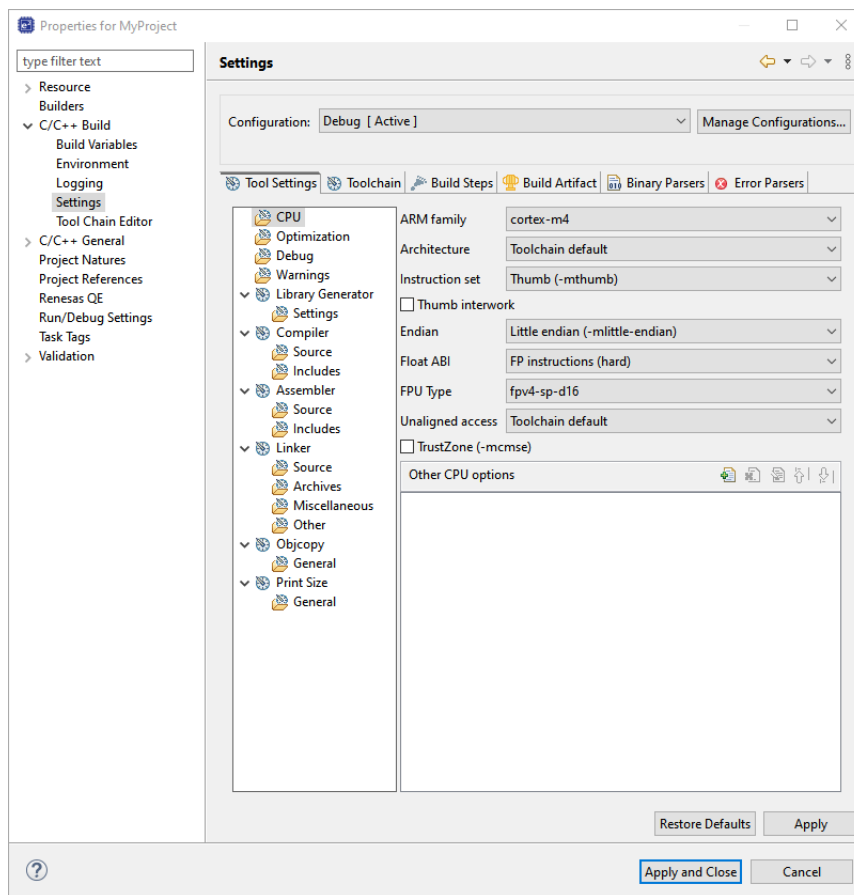 Properties for MyProject
type filter text
Resource
Builders
C/C++ Build
Build Variables
Environment
Logging
Settings
Tool Chain Editor
C/C++ General
Project Natures
Project References
Renesas QE
Run/Debug Settings
Task Tags
Validation
Settings
Configuration: Debug [ Active ] Manage Configurations...
Tool Settings Toolchain Build Steps Build Artifact Binary Parsers Error Parsers
CPU
Optimization
Debug
Warnings
Library Generator
Settings
Compiler
Source
Includes
Assembler
Source
Includes
Linker
Source
Archives
Miscellaneous
Other
Objcopy
General
Print Size
General
ARM family cortex-m4
Architecture Toolchain default
Instruction set Thumb (-mthumb)
Thumb interwork
Endian Little endian (-mlittle-endian)
Float ABI FP instructions (hard)
FPU Type fpv4-sp-d16
Unaligned access Toolchain default
TrustZone (-mcmse)
Other CPU options
Restore Defaults Apply
? Apply and Close Cancel